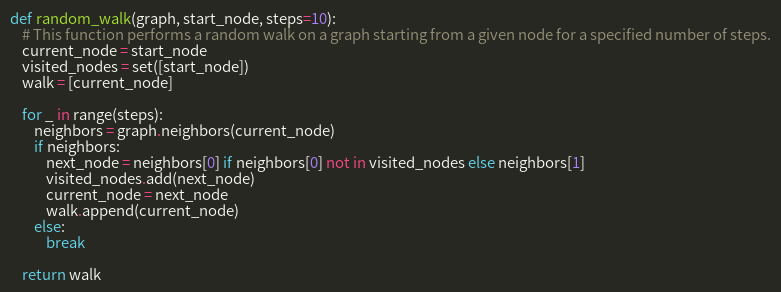 def random_walk(graph, start_node, steps=10):
    # This function performs a random walk on a graph starting from a given node for a specified number of steps.
    current_node = start_node
    visited_nodes = set([start_node])
    walk = [current_node]

    for _ in range(steps):
        neighbors = graph.neighbors(current_node)
        if neighbors:
            next_node = neighbors[0] if neighbors[0] not in visited_nodes else neighbors[1]
            visited_nodes.add(next_node)
            current_node = next_node
            walk.append(current_node)
        else:
            break

    return walk